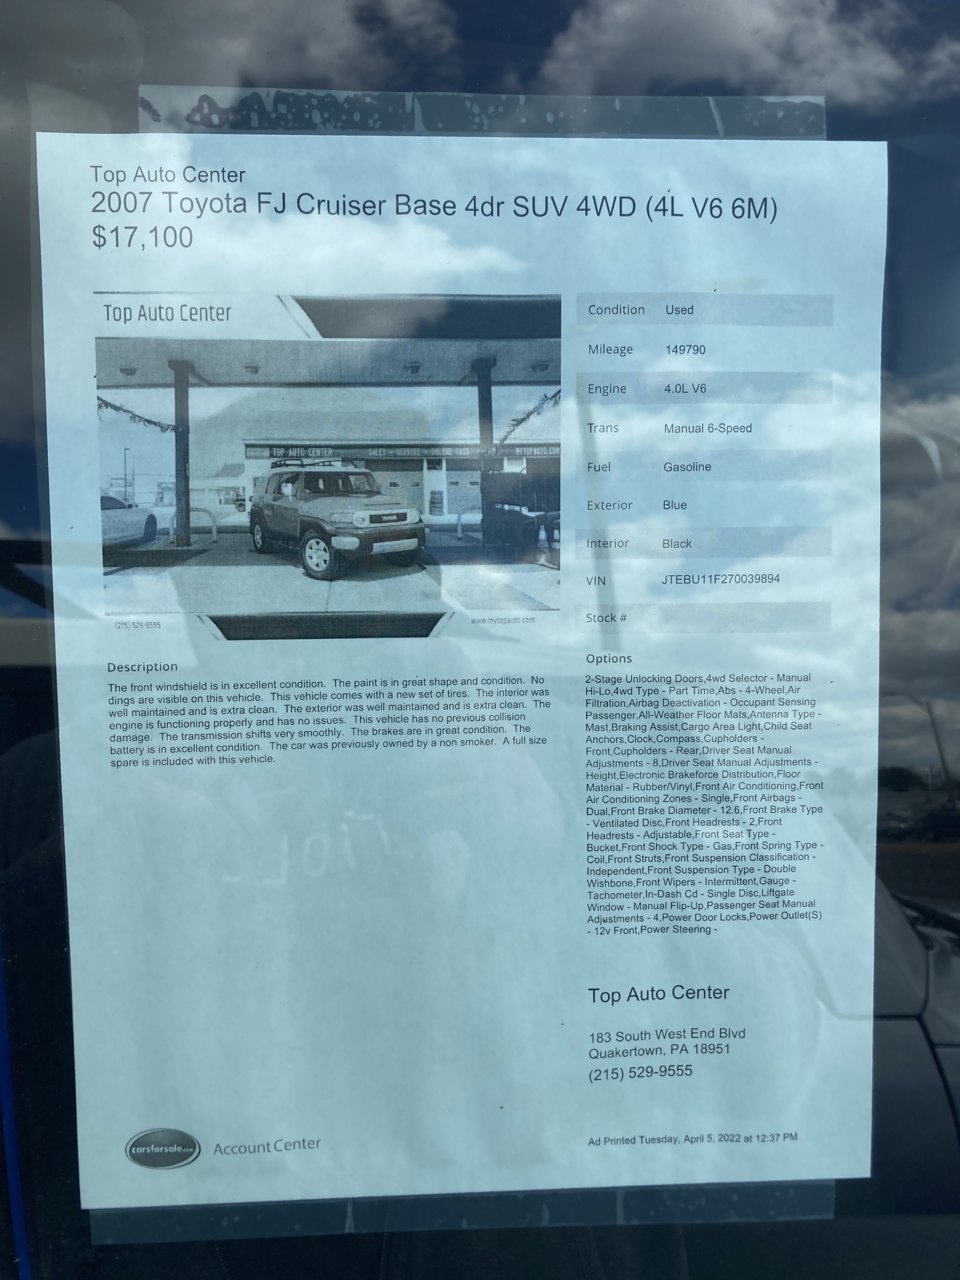 Top Auto Center
2007 Toyota FJ Cruiser Base 4dr SUV 4WD (4L V6 6M)
$17,100
Top Auto Center
TOP AUTO CENTER
(215) 529-9555
www.mytopauto.com
Condition Used
Mileage 149790
Engine 4.0L V6
Trans Manual 6-Speed
Fuel Gasoline
Exterior Blue
Interior Black
VIN JTEBU11F270039894
Stock #
Description
The front windshield is in excellent condition. The paint is in great shape and condition. No
dings are visible on this vehicle. This vehicle comes with a new set of tires. The interior was
well maintained and is extra clean. The exterior was well maintained and is extra clean. The
engine is functioning properly and has no issues. This vehicle has no previous collision
damage. The transmission shifts very smoothly. The brakes are in great condition. The
battery is in excellent condition. The car was previously owned by a non smoker. A full size
spare is included with this vehicle.
Options
2-Stage Unlocking Doors,4wd Selector - Manual
Hi-Lo,4wd Type - Part Time,Abs - 4-Wheel,Air
Filtration,Airbag Deactivation - Occupant Sensing
Passenger,All-Weather Floor Mats,Antenna Type -
Mast,Braking Assist,Cargo Area Light,Child Seat
Anchors,Clock,Compass,Cupholders -
Front,Cupholders - Rear,Driver Seat Manual
Adjustments - 8,Driver Seat Manual Adjustments -
Height,Electronic Brakeforce Distribution,Floor
Material - Rubber/Vinyl,Front Air Conditioning,Front
Air Conditioning Zones - Single,Front Airbags -
Dual,Front Brake Diameter - 12.6,Front Brake Type
- Ventilated Disc,Front Headrests - 2,Front
Headrests - Adjustable,Front Seat Type -
Bucket,Front Shock Type - Gas,Front Spring Type -
Coil,Front Struts,Front Suspension Classification -
Independent,Front Suspension Type - Double
Wishbone,Front Wipers - Intermittent,Gauge -
Tachometer,In-Dash Cd - Single Disc,Liftgate
Window - Manual Flip-Up,Passenger Seat Manual
Adjustments - 4,Power Door Locks,Power Outlet(S)
- 12v Front,Power Steering -
Top Auto Center
183 South West End Blvd
Quakertown, PA 18951
(215) 529-9555
carsforsale.com Account Center
Ad Printed Tuesday, April 5, 2022 at 12:37 PM